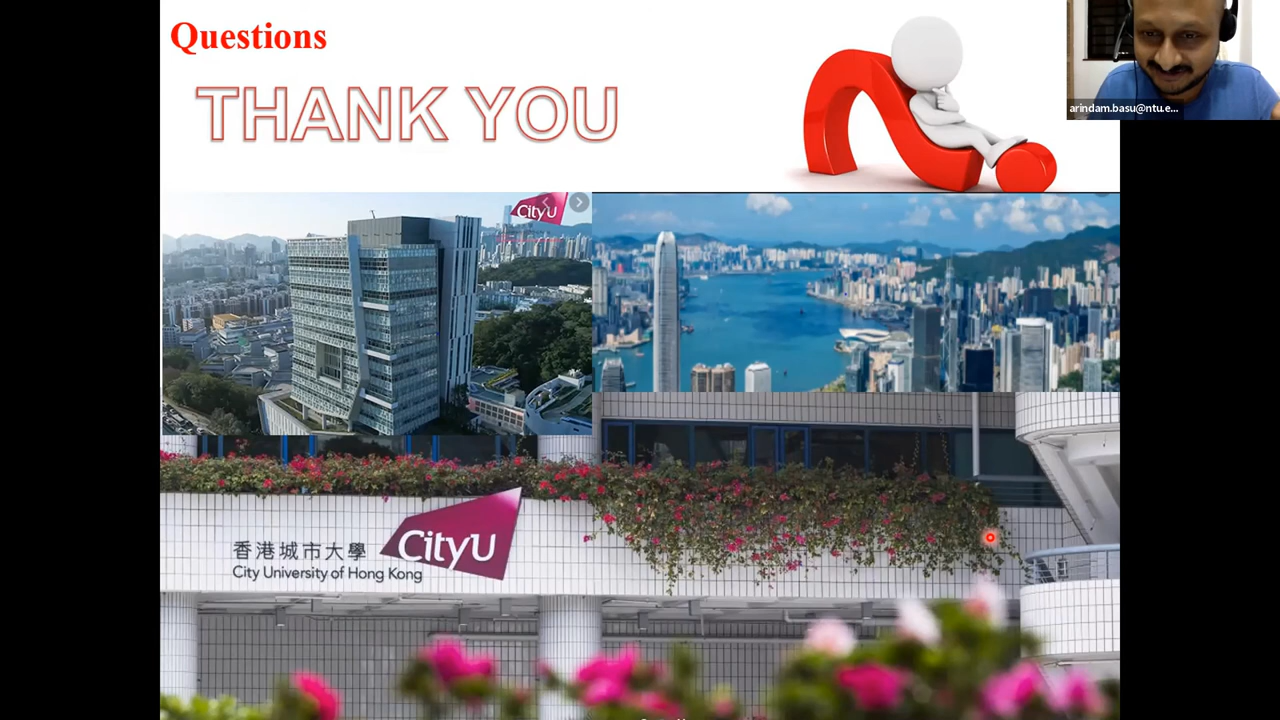 Questions
THANK YOU
arindam.basu@ntu.e...
CityU
香港城市大學
City University of Hong Kong
CityU